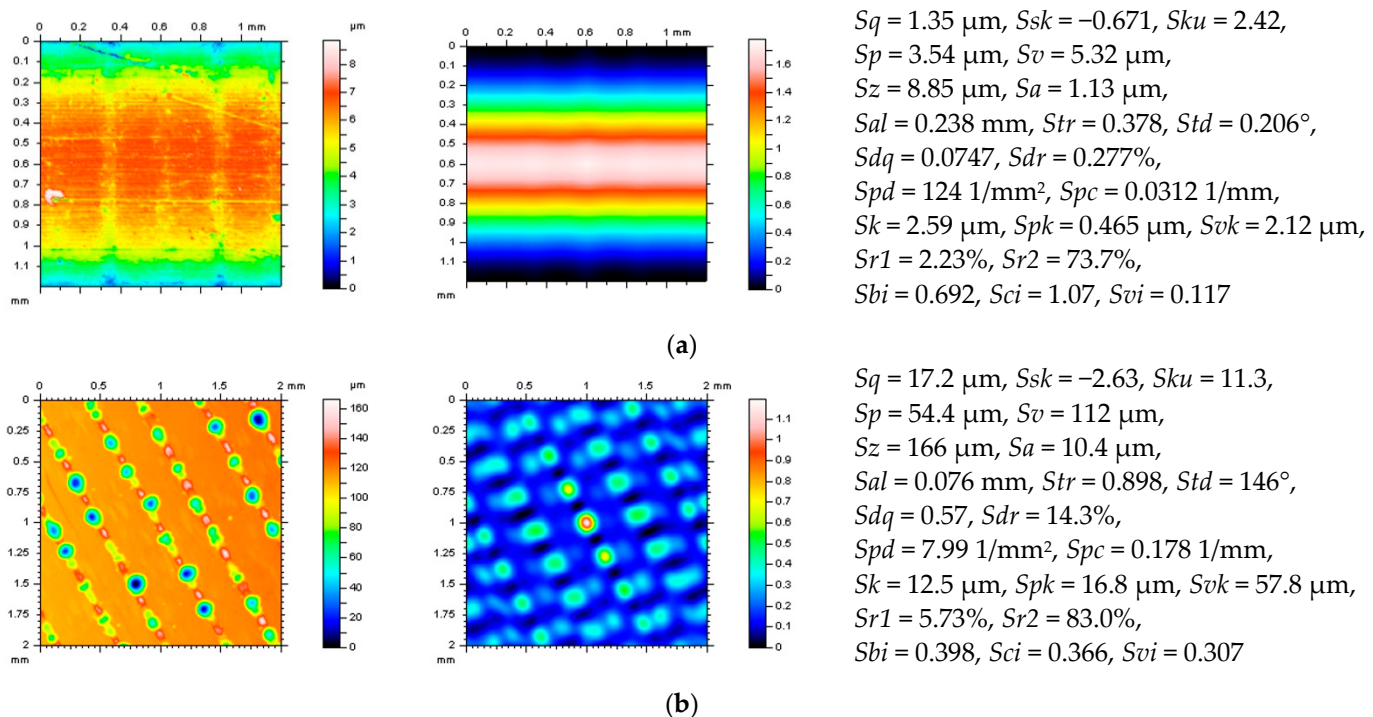 0 0.2 0.4 0.6 0.8 1 mm µm
0 0.2 0.4 0.6 0.8 1 mm
Sq = 1.35 µm, Ssk = −0.671, Sku = 2.42,
Sp = 3.54 µm, Sv = 5.32 µm,
Sz = 8.85 µm, Sa = 1.13 µm,
Sal = 0.238 mm, Str = 0.378, Std = 0.206°,
Sdq = 0.0747, Sdr = 0.277%,
Spd = 124 1/mm², Spc = 0.0312 1/mm,
Sk = 2.59 µm, Spk = 0.465 µm, Svk = 2.12 µm,
Sr1 = 2.23%, Sr2 = 73.7%,
Sbi = 0.692, Sci = 1.07, Svi = 0.117
0
0.1
0.2
0.3
0.4
0.5
0.6
0.7
0.8
0.9
1
1.1
mm
8
7
6
5
4
3
2
1
0
0
0.1
0.2
0.3
0.4
0.5
0.6
0.7
0.8
0.9
1
1.1
mm
1.6
1.4
1.2
1
0.8
0.6
0.4
0.2
0
(a)
0 0.5 1 1.5 2 mm µm
0 0.5 1 1.5 2 mm
Sq = 17.2 µm, Ssk = −2.63, Sku = 11.3,
Sp = 54.4 µm, Sv = 112 µm,
Sz = 166 µm, Sa = 10.4 µm,
Sal = 0.076 mm, Str = 0.898, Std = 146°,
Sdq = 0.57, Sdr = 14.3%,
Spd = 7.99 1/mm², Spc = 0.178 1/mm,
Sk = 12.5 µm, Spk = 16.8 µm, Svk = 57.8 µm,
Sr1 = 5.73%, Sr2 = 83.0%,
Sbi = 0.398, Sci = 0.366, Svi = 0.307
0
0.25
0.5
0.75
1
1.25
1.5
1.75
2
mm
160
140
120
100
80
60
40
20
0
0
0.25
0.5
0.75
1
1.25
1.5
1.75
2
mm
1.1
1
0.9
0.8
0.7
0.6
0.5
0.4
0.3
0.2
0.1
0
(b)